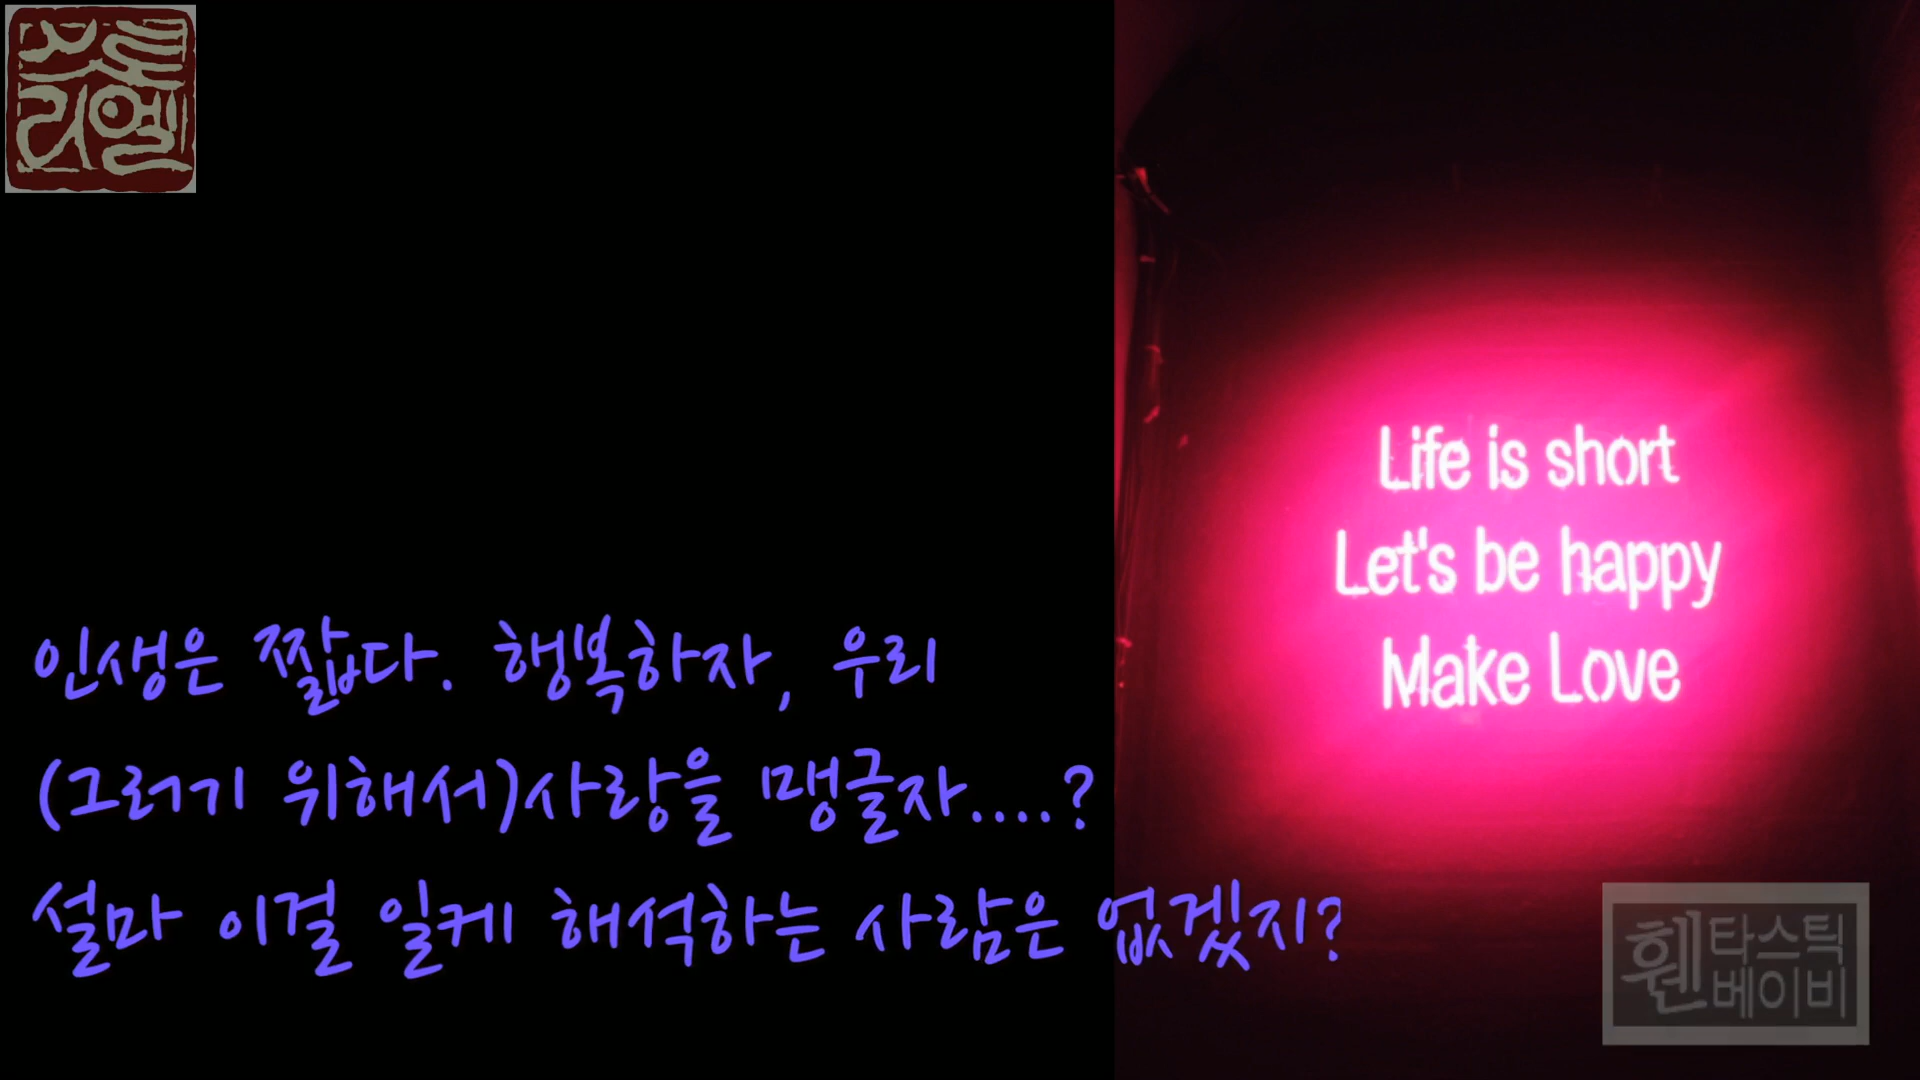 Life is short
Let's be happy
Make Love
인생은 짧다. 행복하자, 우리
(그러기 위해서)사랑을 맹글자....?
설마 이걸 일케 해석하는 사람은 없겠지?
휀타스틱
베이비